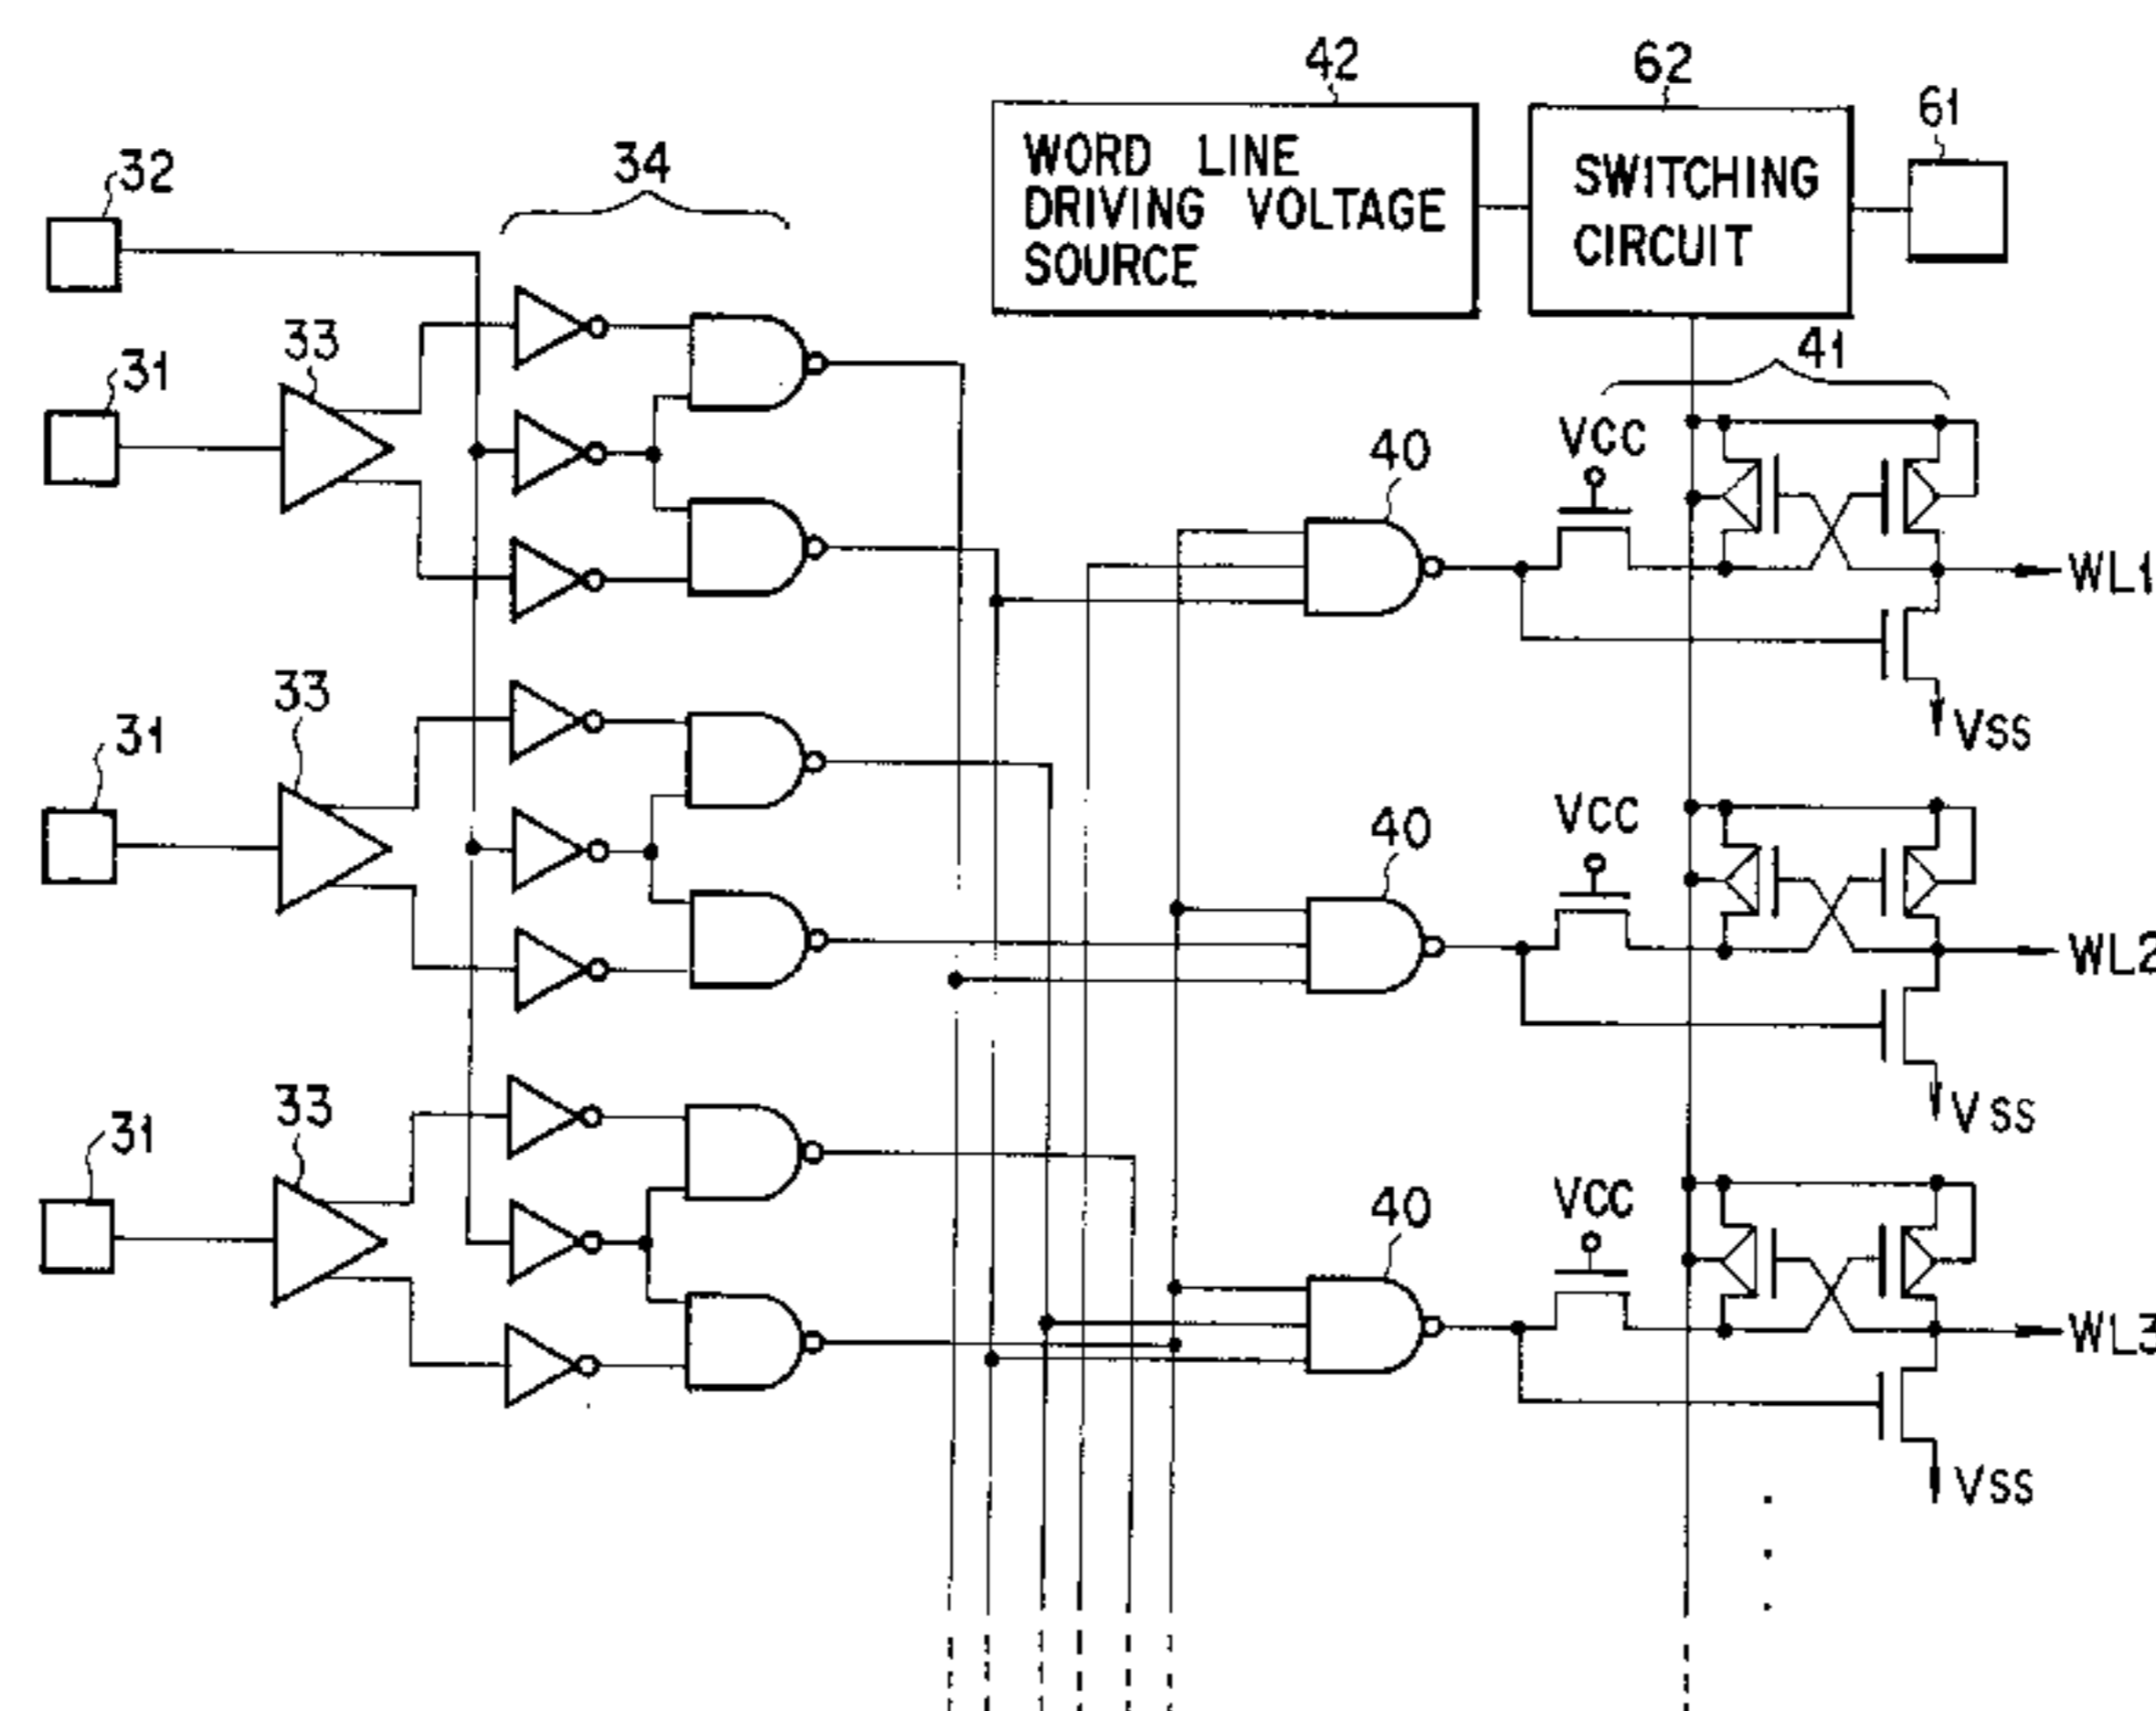 42
62
61
WORD LINE
DRIVING VOLTAGE
SOURCE
SWITCHING
CIRCUIT
32
34
33
31
41
VCC
40
WL1
VSS
33
31
VCC
40
WL2
VSS
33
31
VCC
40
WL3
VSS